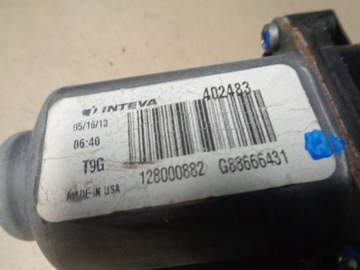 INTEVA
402483
05/16/13
06:40
T9G
128000882 G88666431
MADE IN USA